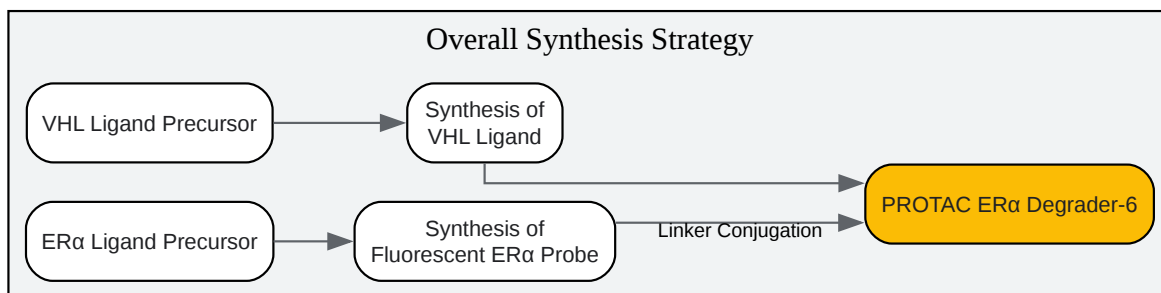 Overall Synthesis Strategy
VHL Ligand Precursor
Synthesis of
VHL Ligand
PROTAC ERα Degrader-6
ERα Ligand Precursor
Synthesis of
Fluorescent ERα Probe
Linker Conjugation